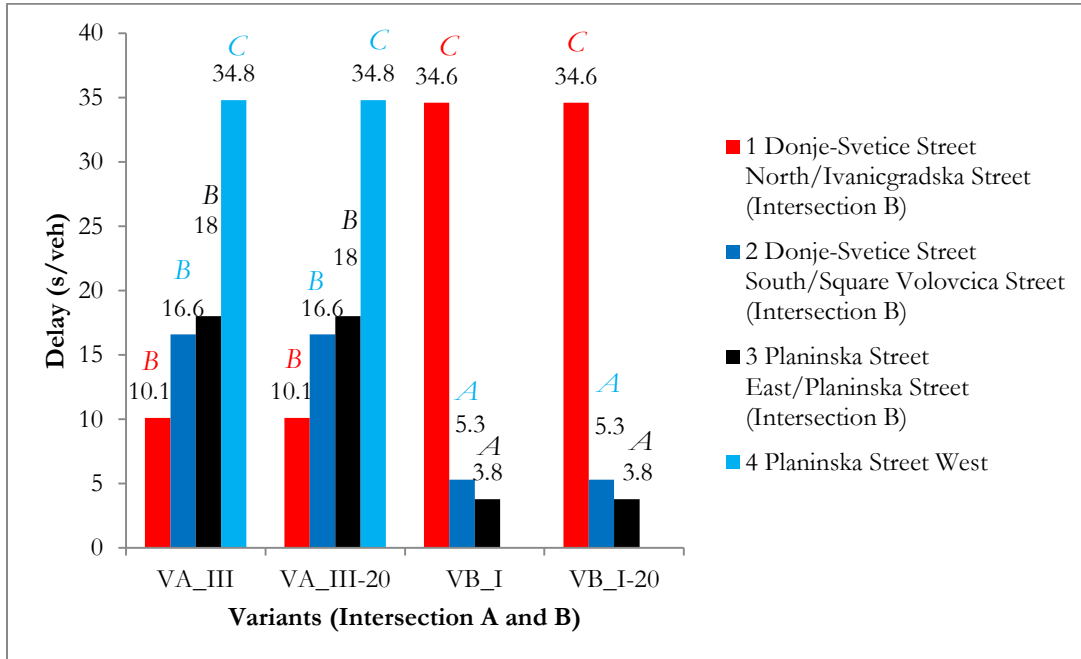 40
35
30
25
20
15
10
5
0
Delay (s/veh)
B
10.1
B
16.6
B
18
C
34.8
B
10.1
B
16.6
B
18
C
34.8
C
34.6
A
5.3
A
3.8
C
34.6
A
5.3
A
3.8
VA_III
VA_III-20
VB_I
VB_I-20
Variants (Intersection A and B)
1 Donje-Svetice Street
North/Ivanicgradska Street
(Intersection B)
2 Donje-Svetice Street
South/Square Volovcica Street
(Intersection B)
3 Planinska Street
East/Planinska Street
(Intersection B)
4 Planinska Street West